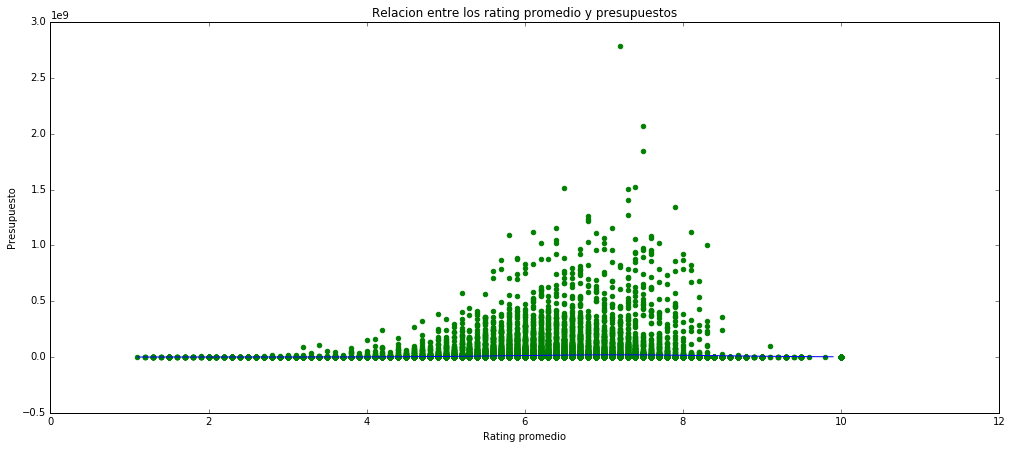 Relacion entre los rating promedio y presupuestos
1e9
3.0
2.5
2.0
1.5
1.0
0.5
0.0
−0.5
Presupuesto
0 2 4 6 8 10 12
Rating promedio